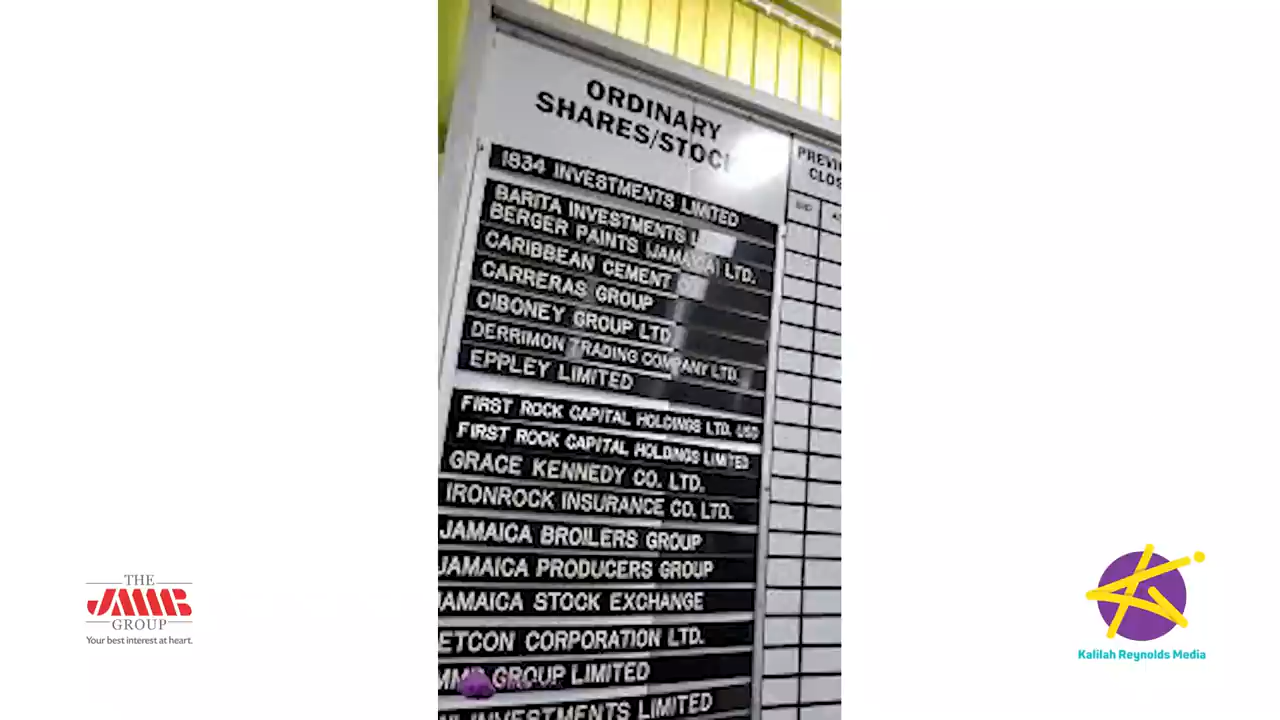 ORDINARY
SHARES/STOC
PREVI
CLOS
1834 INVESTMENTS LIMITED
BARITA INVESTMENTS L
BERGER PAINTS (JAMAICA) LTD.
CARIBBEAN CEMENT
CARRERAS GROUP
CIBONEY GROUP LTD
DERRIMON TRADING COMPANY LTD.
EPPLEY LIMITED
FIRST ROCK CAPITAL HOLDINGS LTD. USD
FIRST ROCK CAPITAL HOLDINGS LIMITED
GRACE KENNEDY CO. LTD.
IRONROCK INSURANCE CO. LTD.
JAMAICA BROILERS GROUP
JAMAICA PRODUCERS GROUP
JAMAICA STOCK EXCHANGE
ETCON CORPORATION LTD.
GROUP LIMITED
INVESTMENTS LIMITED
THE
JMMB
GROUP
Your best interest at heart.
Kalilah Reynolds Media